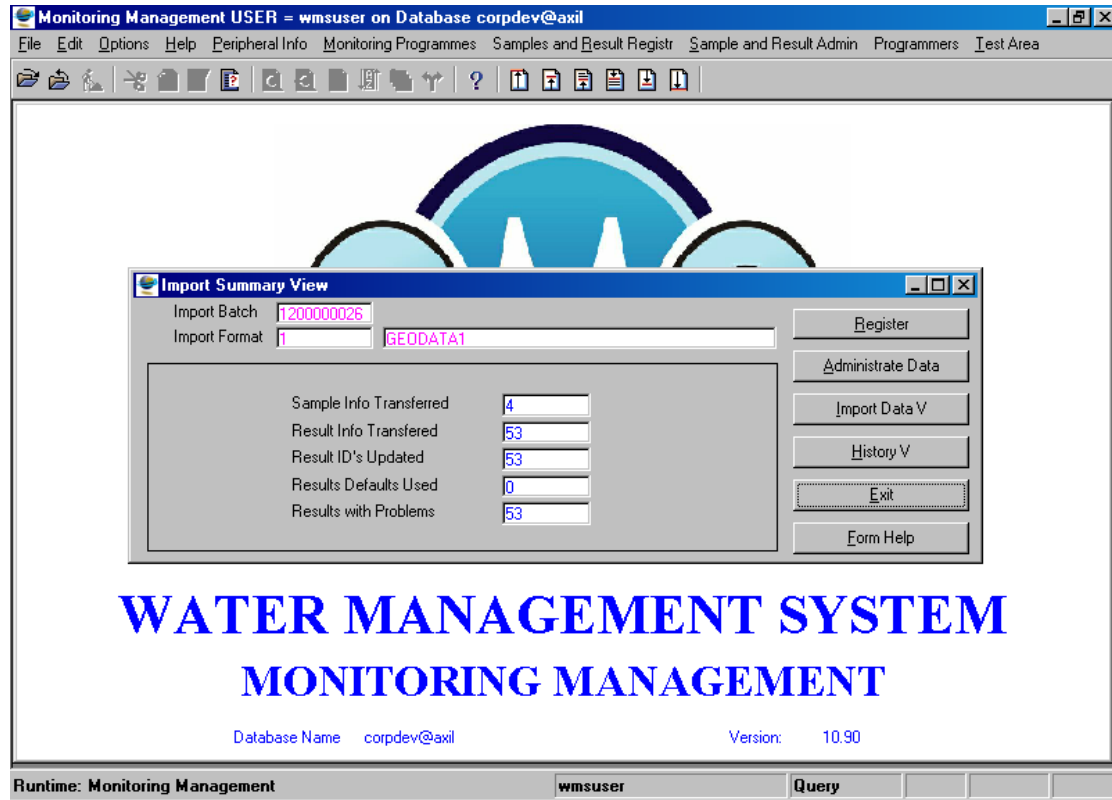 Monitoring Management USER = wmsuser on Database corpdev@axil
File Edit Options Help Peripheral Info Monitoring Programmes Samples and Result Registr Sample and Result Admin Programmers Test Area
Import Summary View
Import Batch 1200000026
Import Format 1 GEODATA1
Register
Administrate Data
Import Data V
History V
Exit
Form Help
Sample Info Transferred 4
Result Info Transfered 53
Result ID's Updated 53
Results Defaults Used 0
Results with Problems 53
WATER MANAGEMENT SYSTEM
MONITORING MANAGEMENT
Database Name corpdev@axil Version: 10.90
Runtime: Monitoring Management wmsuser Query